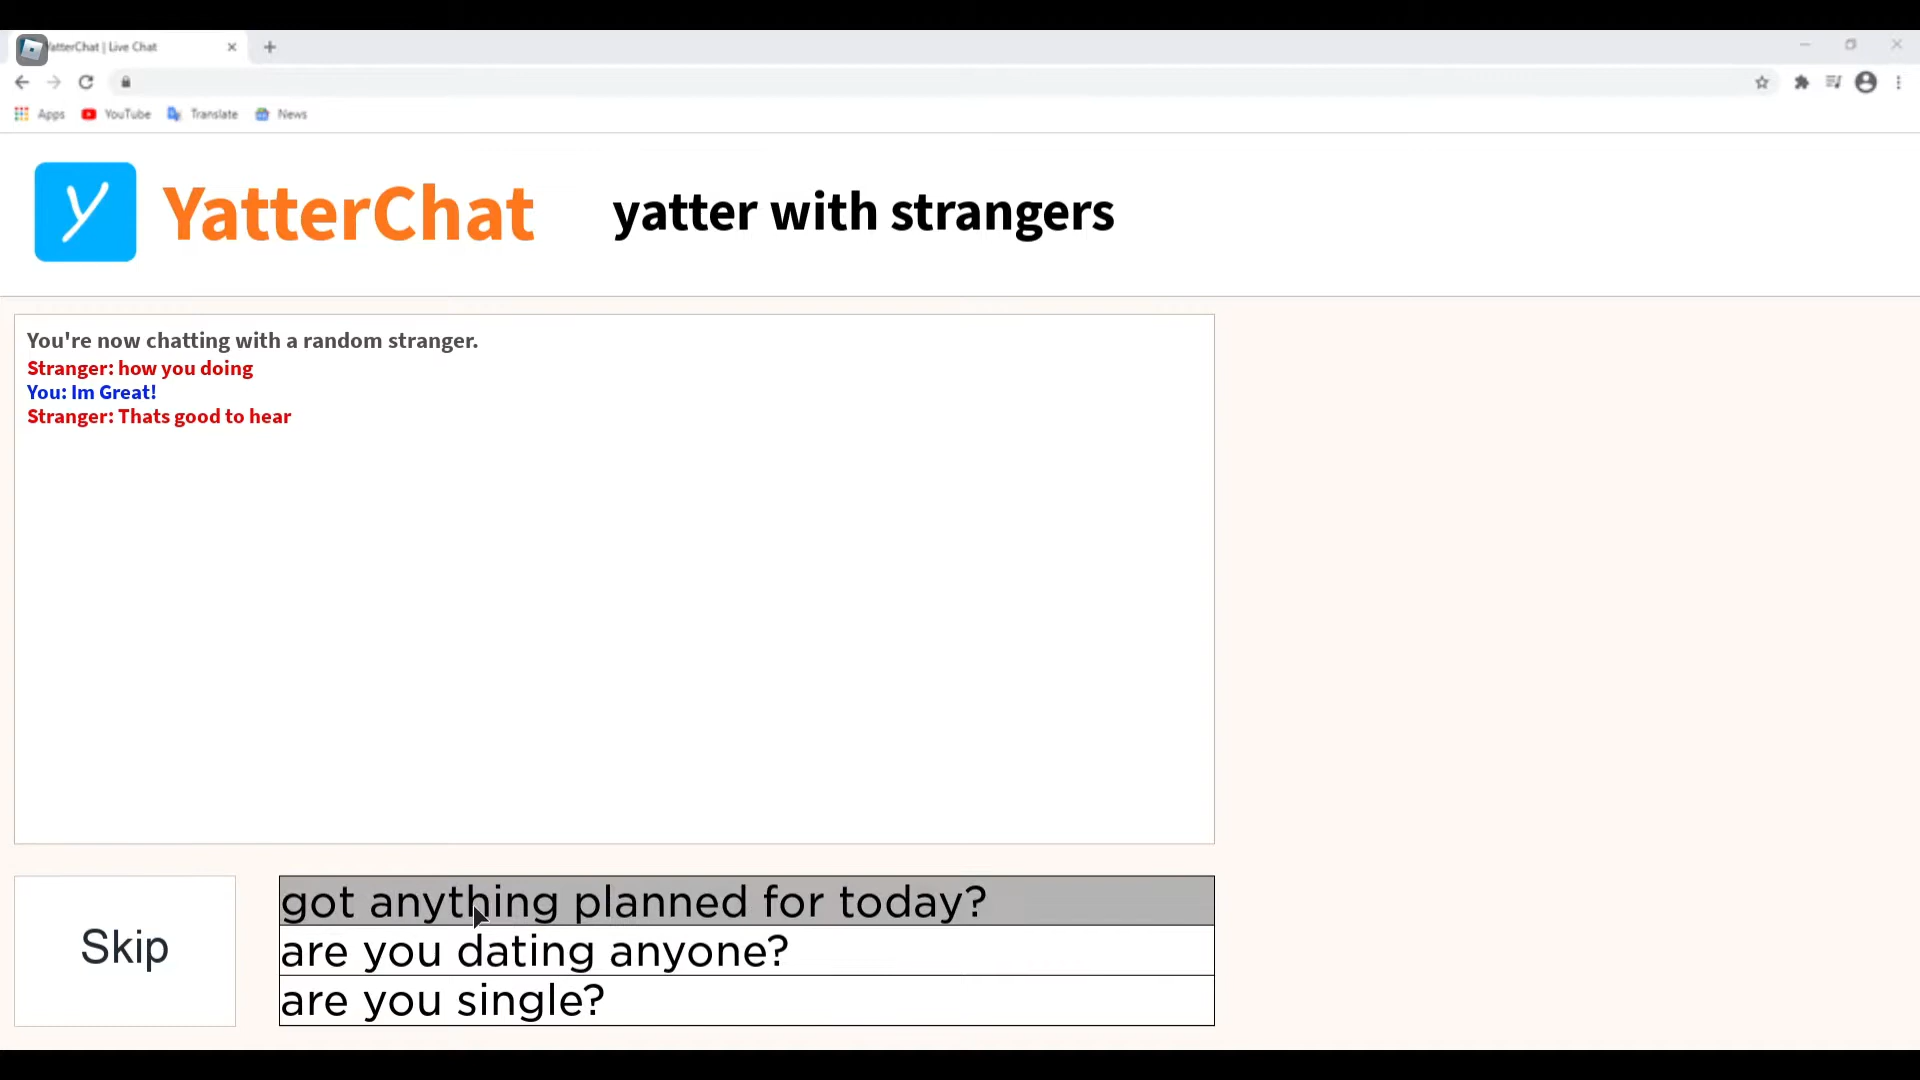 YatterChat | Live Chat
Apps YouTube Translate News
y YatterChat yatter with strangers
You're now chatting with a random stranger.
Stranger: how you doing
You: Im Great!
Stranger: Thats good to hear
Skip
got anything planned for today?
are you dating anyone?
are you single?